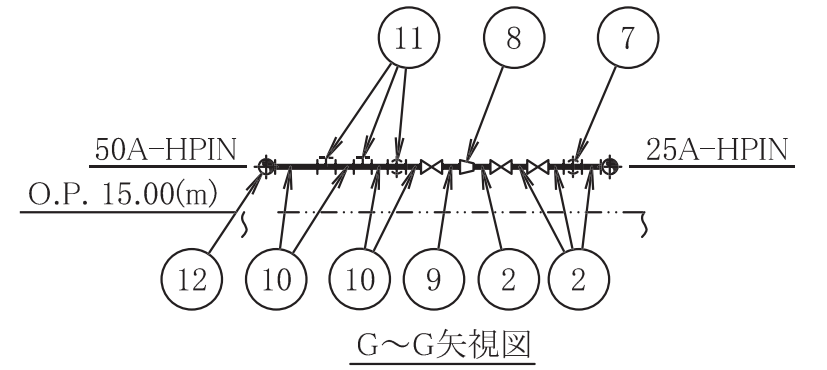 11 8 7
50A-HPIN 25A-HPIN
O.P. 15.00(m)
12 10 10 9 2 2
G～G矢視図